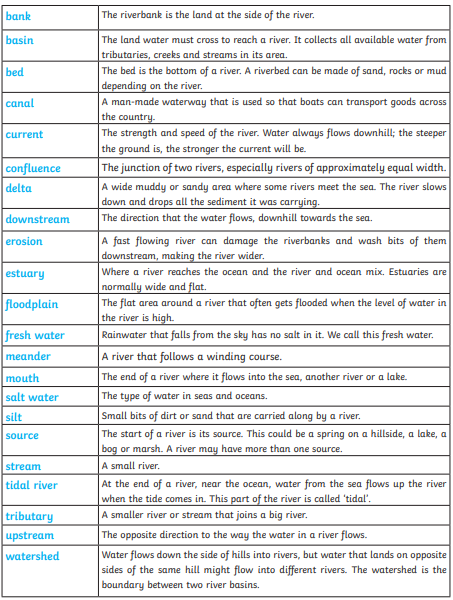 bank The riverbank is the land at the side of the river.
basin The land water must cross to reach a river. It collects all available water from
tributaries, creeks and streams in its area.
bed The bed is the bottom of a river. A riverbed can be made of sand, rocks or mud
depending on the river.
canal A man-made waterway that is used so that boats can transport goods across
the country.
current The strength and speed of the river. Water always flows downhill; the steeper
the ground is, the stronger the current will be.
confluence The junction of two rivers, especially rivers of approximately equal width.
delta A wide muddy or sandy area where some rivers meet the sea. The river slows
down and drops all the sediment it was carrying.
downstream The direction that the water flows, downhill towards the sea.
erosion A fast flowing river can damage the riverbanks and wash bits of them
downstream, making the river wider.
estuary Where a river reaches the ocean and the river and ocean mix. Estuaries are
normally wide and flat.
floodplain The flat area around a river that often gets flooded when the level of water in
the river is high.
fresh water Rainwater that falls from the sky has no salt in it. We call this fresh water.
meander A river that follows a winding course.
mouth The end of a river where it flows into the sea, another river or a lake.
salt water The type of water in seas and oceans.
silt Small bits of dirt or sand that are carried along by a river.
source The start of a river is its source. This could be a spring on a hillside, a lake, a
bog or marsh. A river may have more than one source.
stream A small river.
tidal river At the end of a river, near the ocean, water from the sea flows up the river
when the tide comes in. This part of the river is called 'tidal'.
tributary A smaller river or stream that joins a big river.
upstream The opposite direction to the way the water in a river flows.
watershed Water flows down the side of hills into rivers, but water that lands on opposite
sides of the same hill might flow into different rivers. The watershed is the
boundary between two river basins.